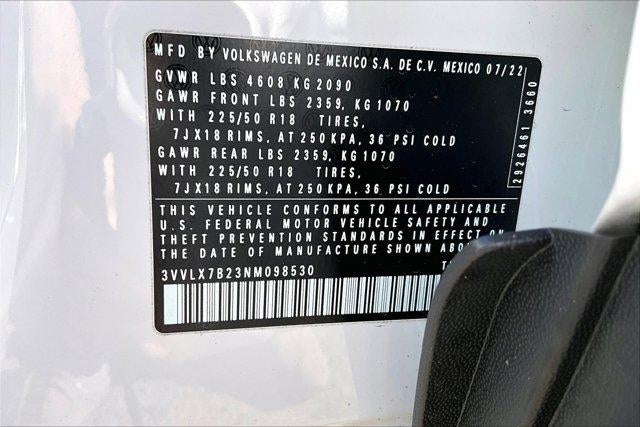 MFD BY VOLKSWAGEN DE MEXICO S.A. DE C.V. MEXICO 07/22
GVWR LBS 4608 KG 2090
GAWR FRONT LBS 2359, KG 1070
WITH 225/50 R18 TIRES,
7JX18 RIMS, AT 250 KPA, 36 PSI COLD
GAWR REAR LBS 2359, KG 1070
WITH 225/50 R18 TIRES,
7JX18 RIMS, AT 250 KPA, 36 PSI COLD
2926461 3660
THIS VEHICLE CONFORMS TO ALL APPLICABLE
U.S. FEDERAL MOTOR VEHICLE SAFETY AND
THEFT PREVENTION STANDARDS IN EFFECT ON
THE DATE OF MANUFACTURE SHOWN
3VVLX7B23NM098530